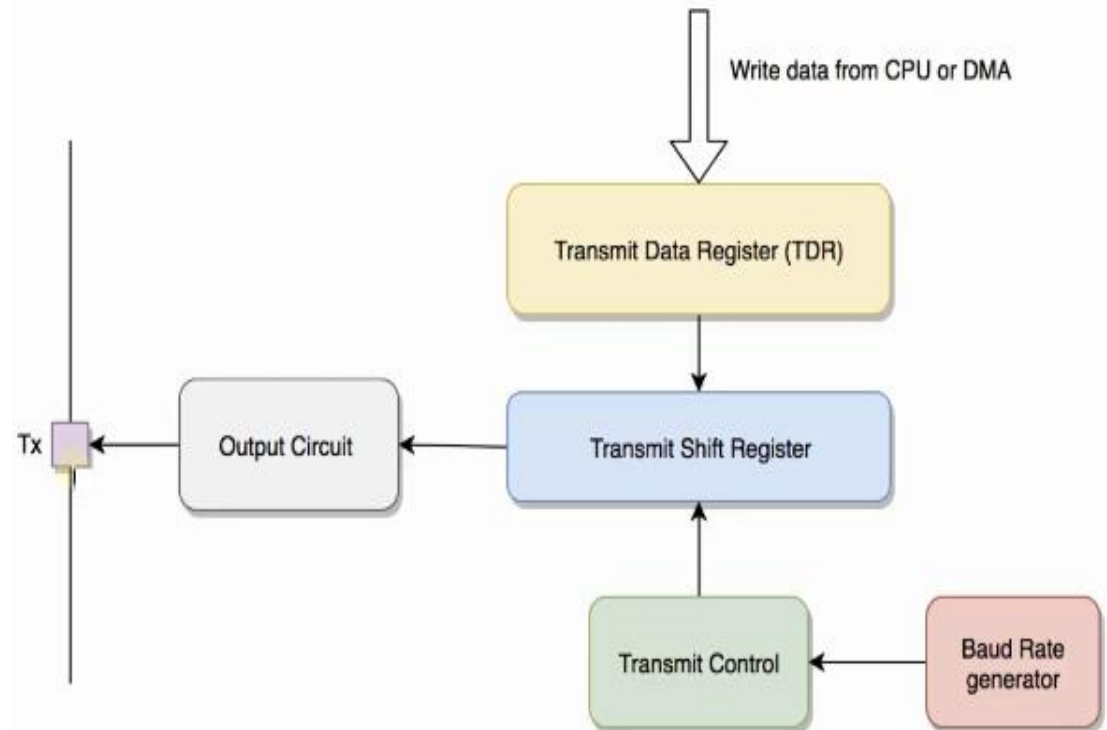 Write data from CPU or DMA
Transmit Data Register (TDR)
Tx
Output Circuit
Transmit Shift Register
Transmit Control
Baud Rate
generator